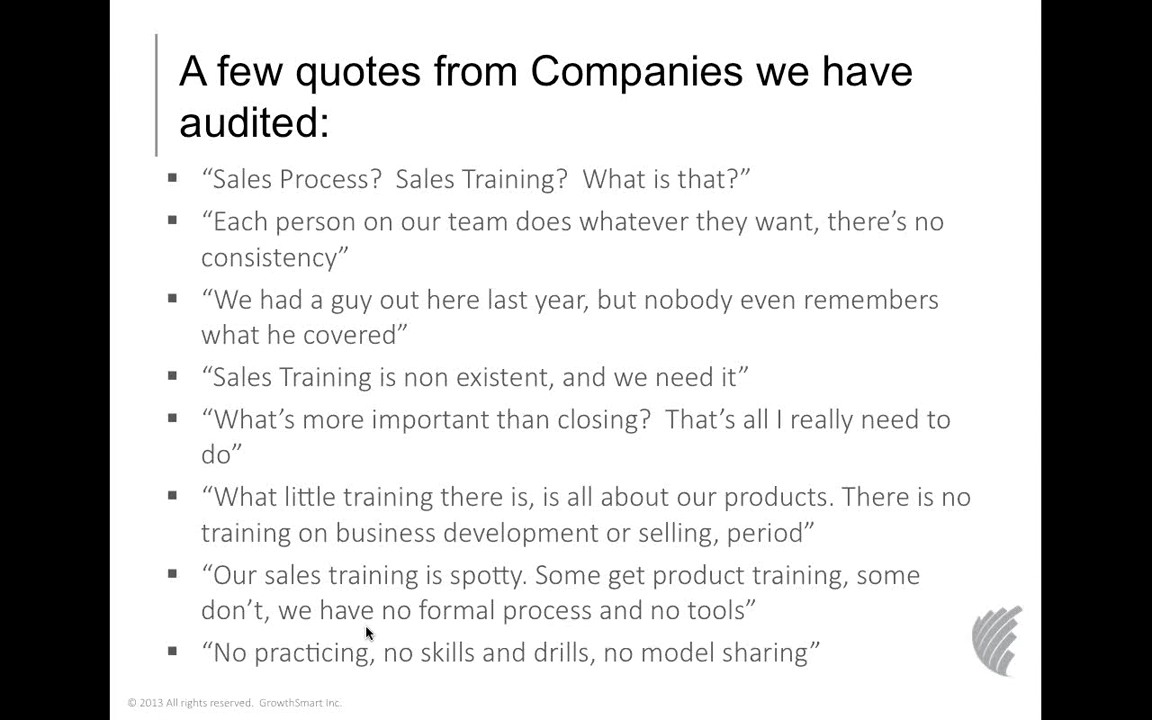 A few quotes from Companies we have
audited:
▪ “Sales Process?  Sales Training?  What is that?”
▪ “Each person on our team does whatever they want, there’s no
consistency”
▪ “We had a guy out here last year, but nobody even remembers
what he covered”
▪ “Sales Training is non existent, and we need it”
▪ “What’s more important than closing?  That’s all I really need to
do”
▪ “What little training there is, is all about our products. There is no
training on business development or selling, period”
▪ “Our sales training is spotty. Some get product training, some
don’t, we have no formal process and no tools”
▪ “No practicing, no skills and drills, no model sharing”
© 2013 All rights reserved.  GrowthSmart Inc.